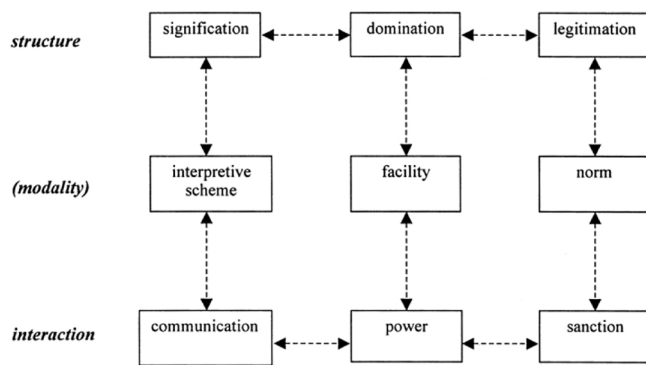 structure
signification
domination
legitimation
(modality)
interpretive
scheme
facility
norm
interaction
communication
power
sanction